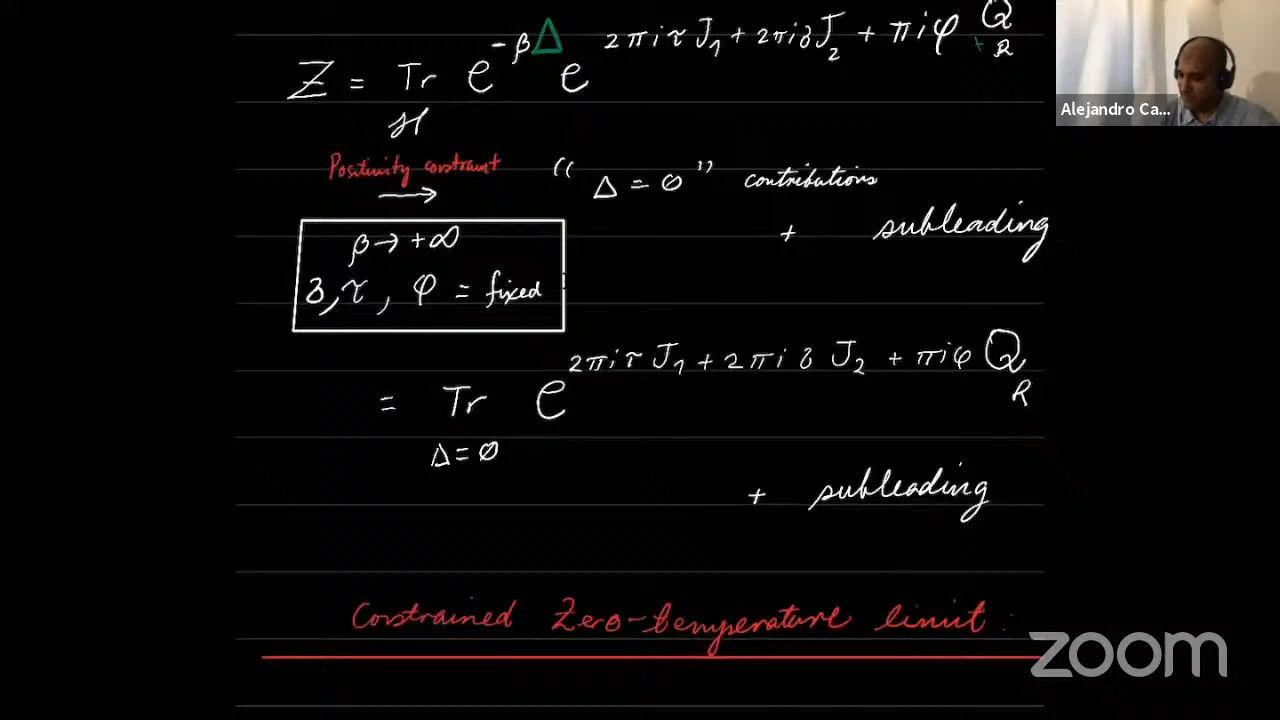 Z = Tr e^{-βΔ} e^{2πiτJ_1 + 2πiσJ_2 + πiφ Q_R}
H
Positivity constraint
→
"Δ = 0" contributions
+ subleading
β → +∞
σ, τ, φ = fixed
= Tr e^{2πiτJ_1 + 2πiσJ_2 + πiφ Q_R}
Δ = 0
+ subleading
Constrained Zero-temperature limit:
Alejandro Ca...
zoom